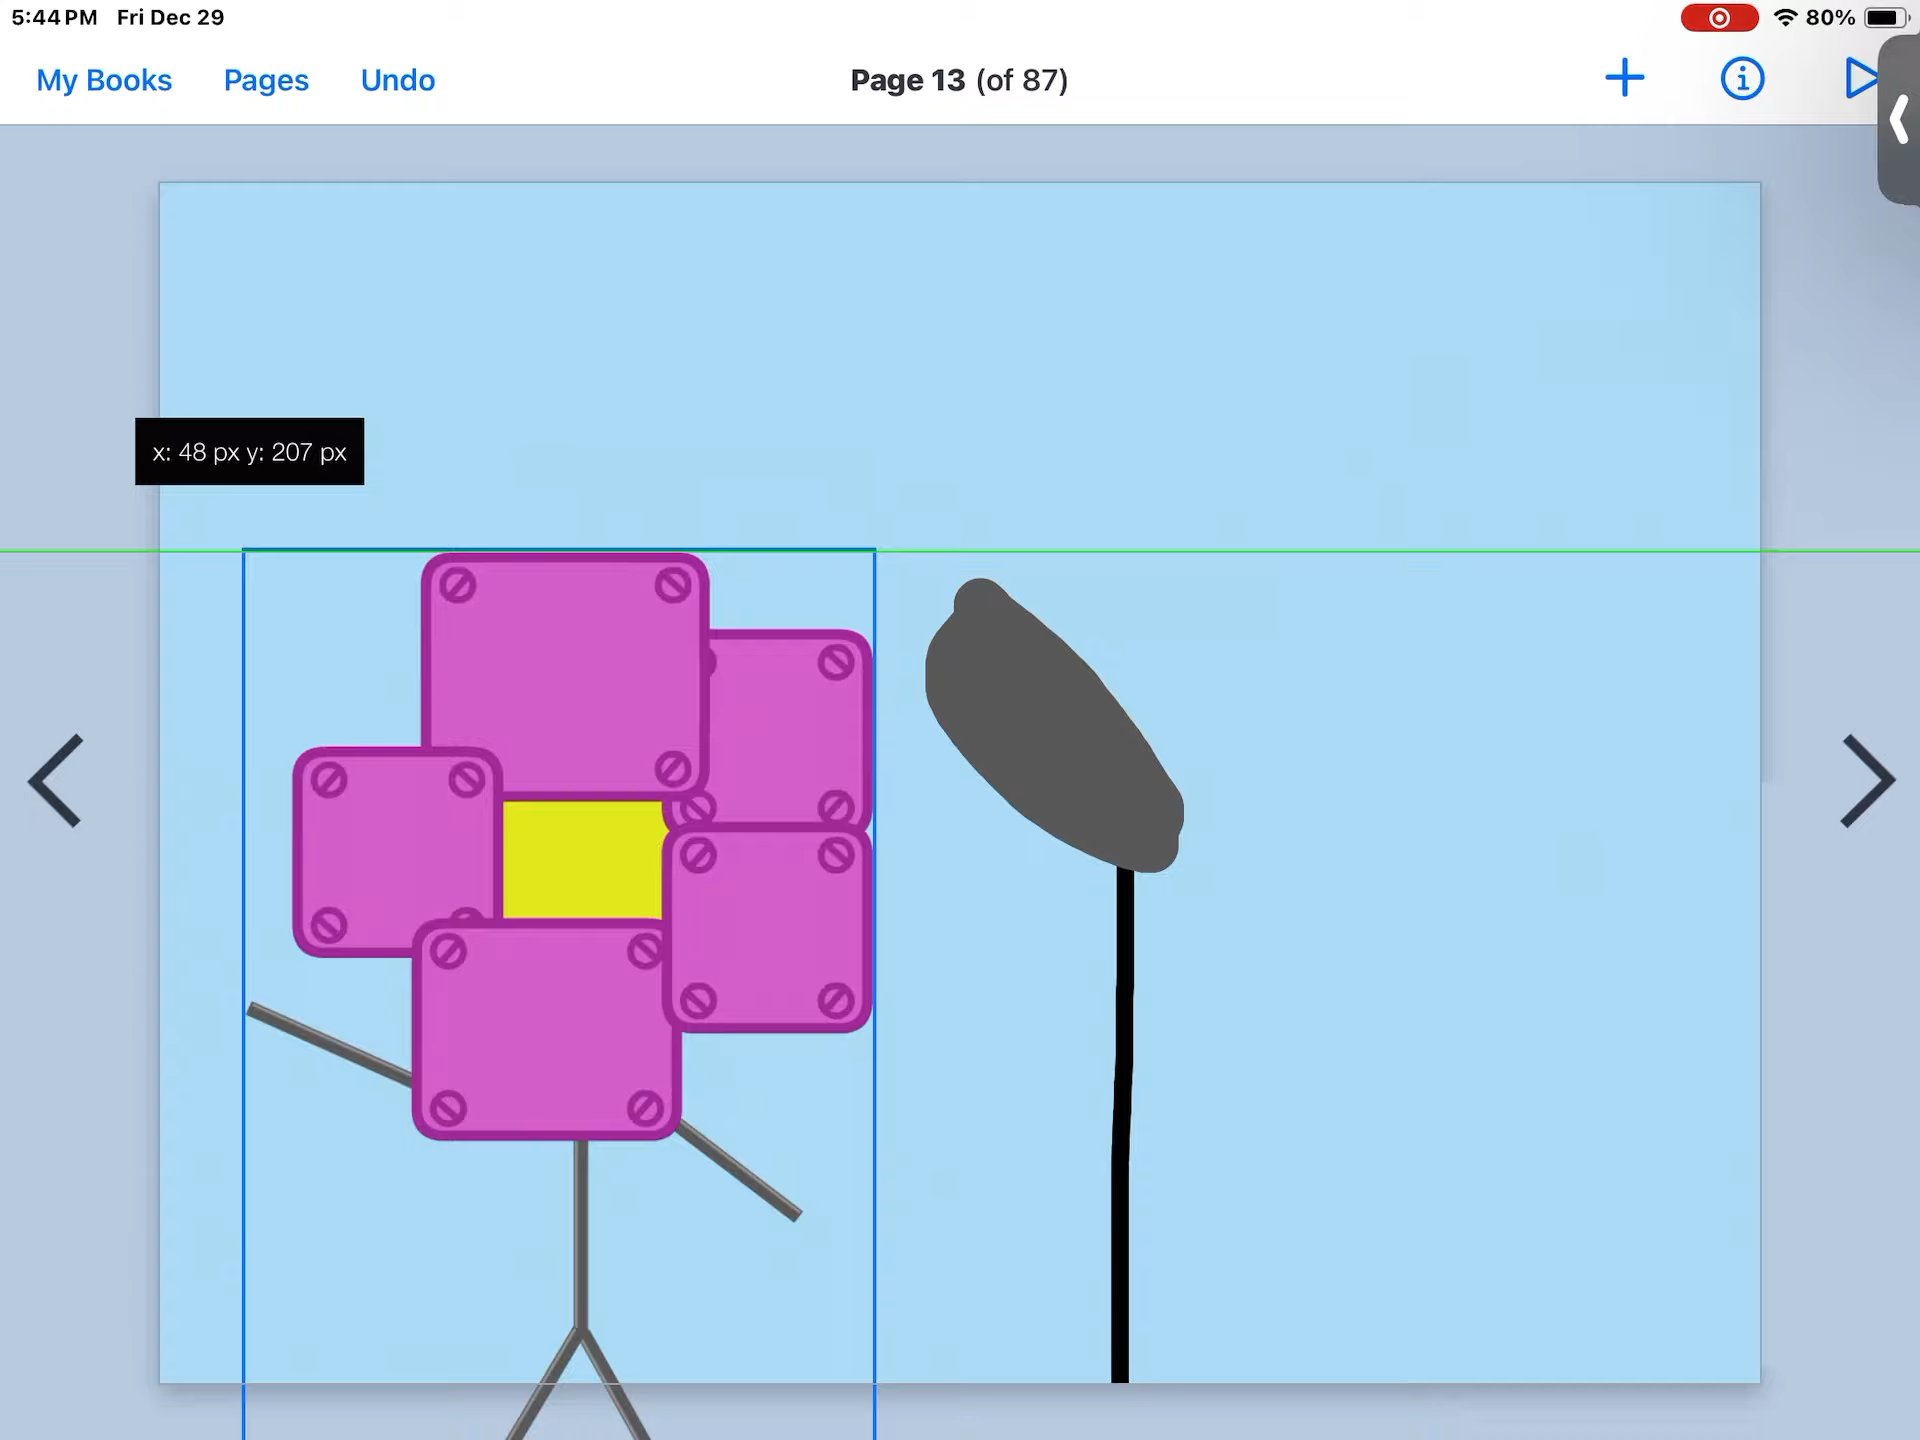 5:44 PM Fri Dec 29 80%
My Books Pages Undo Page 13 (of 87)
x: 48 px y: 207 px